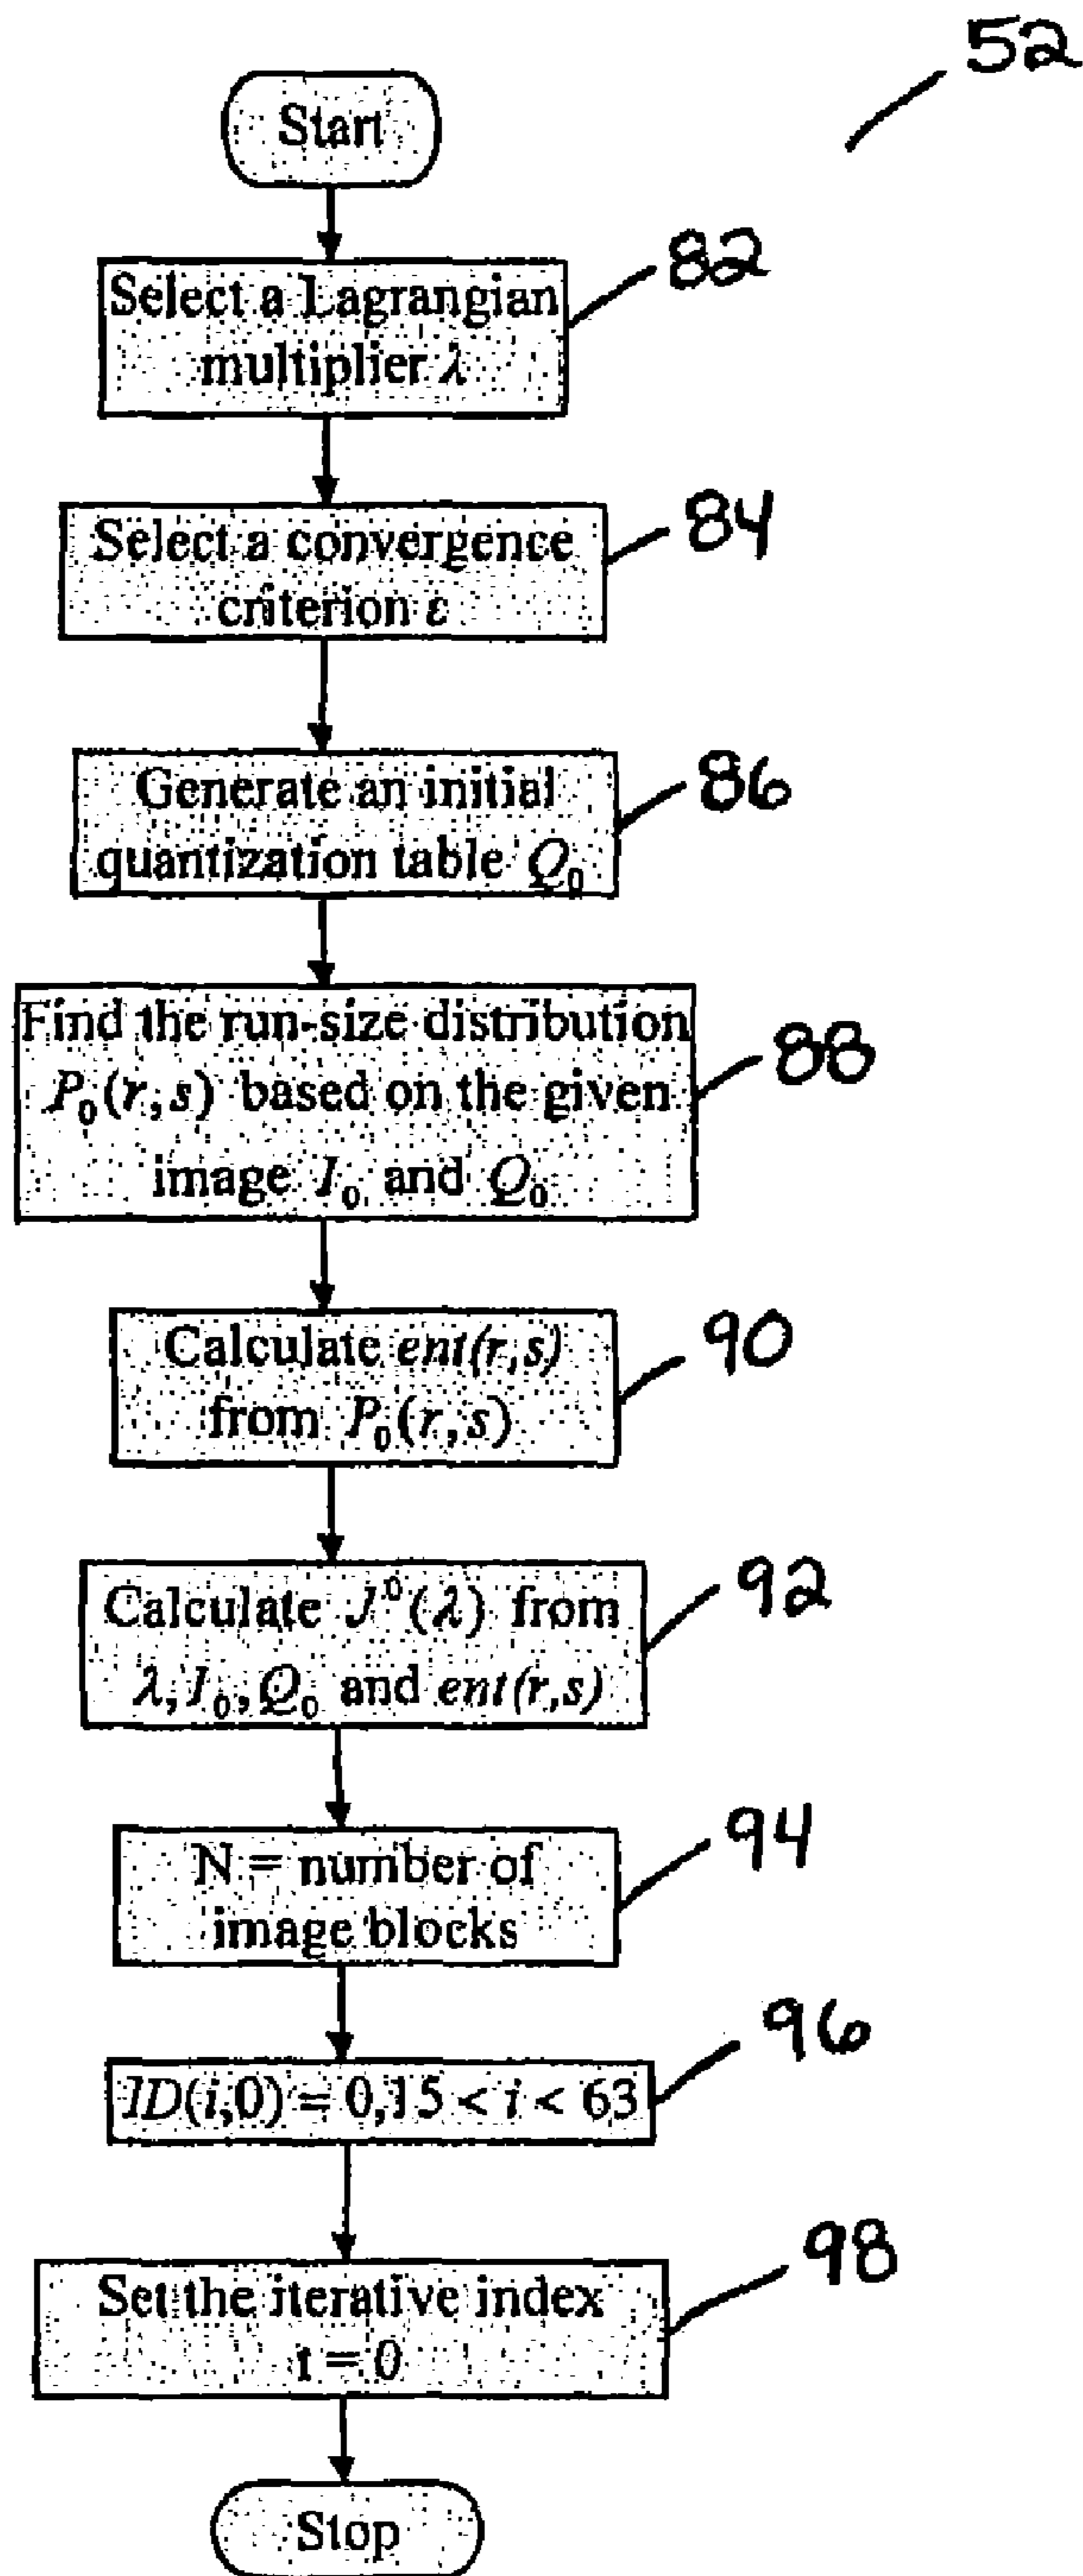 52
Start
Select a Lagrangian
multiplier λ
82
Select a convergence
criterion ε
84
Generate an initial
quantization table Q₀
86
Find the run-size distribution
P₀(r,s) based on the given
image I₀ and Q₀
88
Calculate ent(r,s)
from P₀(r,s)
90
Calculate J⁰(λ) from
λ, I₀, Q₀ and ent(r,s)
92
N = number of
image blocks
94
ID(i,0) = 0,15 < i < 63
96
Set the iterative index
t = 0
98
Stop